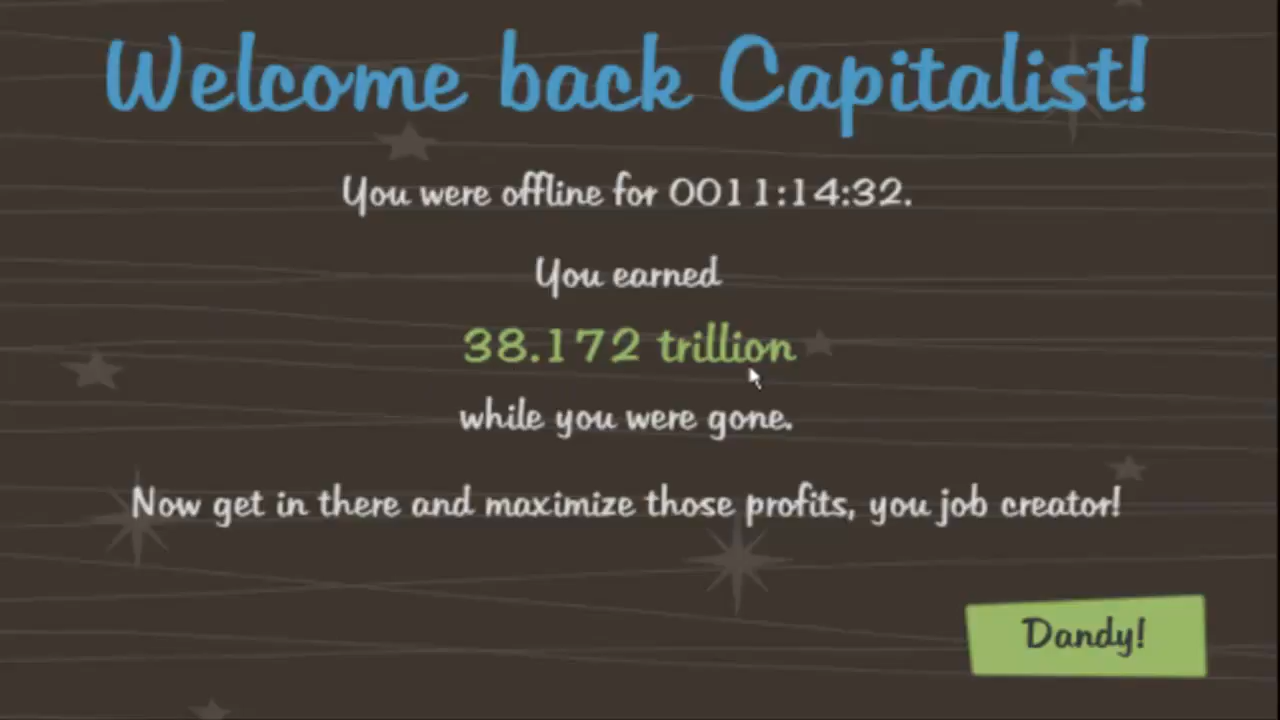 Welcome back Capitalist!
You were offline for 0011:14:32.
You earned
38.172 trillion
while you were gone.
Now get in there and maximize those profits, you job creator!
Dandy!